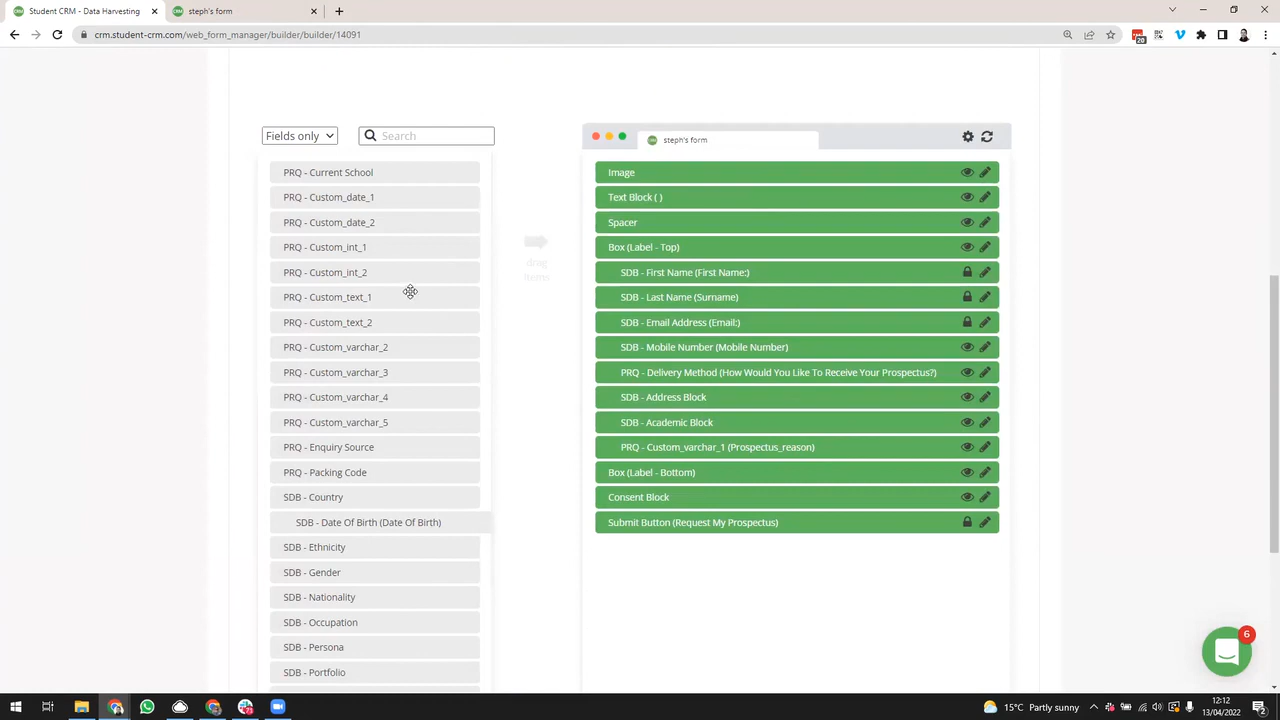 Student CRM - Data Harvesting
steph's form
crm.student-crm.com/web_form_manager/builder/builder/14091
20
Fields only
Search
PRQ - Current School
PRQ - Custom_date_1
PRQ - Custom_date_2
PRQ - Custom_int_1
PRQ - Custom_int_2
PRQ - Custom_text_1
PRQ - Custom_text_2
PRQ - Custom_varchar_2
PRQ - Custom_varchar_3
PRQ - Custom_varchar_4
PRQ - Custom_varchar_5
PRQ - Enquiry Source
PRQ - Packing Code
SDB - Country
SDB - Date Of Birth (Date Of Birth)
SDB - Ethnicity
SDB - Gender
SDB - Nationality
SDB - Occupation
SDB - Persona
SDB - Portfolio
drag
items
steph's form
Image
Text Block ( )
Spacer
Box (Label - Top)
SDB - First Name (First Name:)
SDB - Last Name (Surname)
SDB - Email Address (Email:)
SDB - Mobile Number (Mobile Number)
PRQ - Delivery Method (How Would You Like To Receive Your Prospectus?)
SDB - Address Block
SDB - Academic Block
PRQ - Custom_varchar_1 (Prospectus_reason)
Box (Label - Bottom)
Consent Block
Submit Button (Request My Prospectus)
6
15°C Partly sunny
12:12
13/04/2022
2